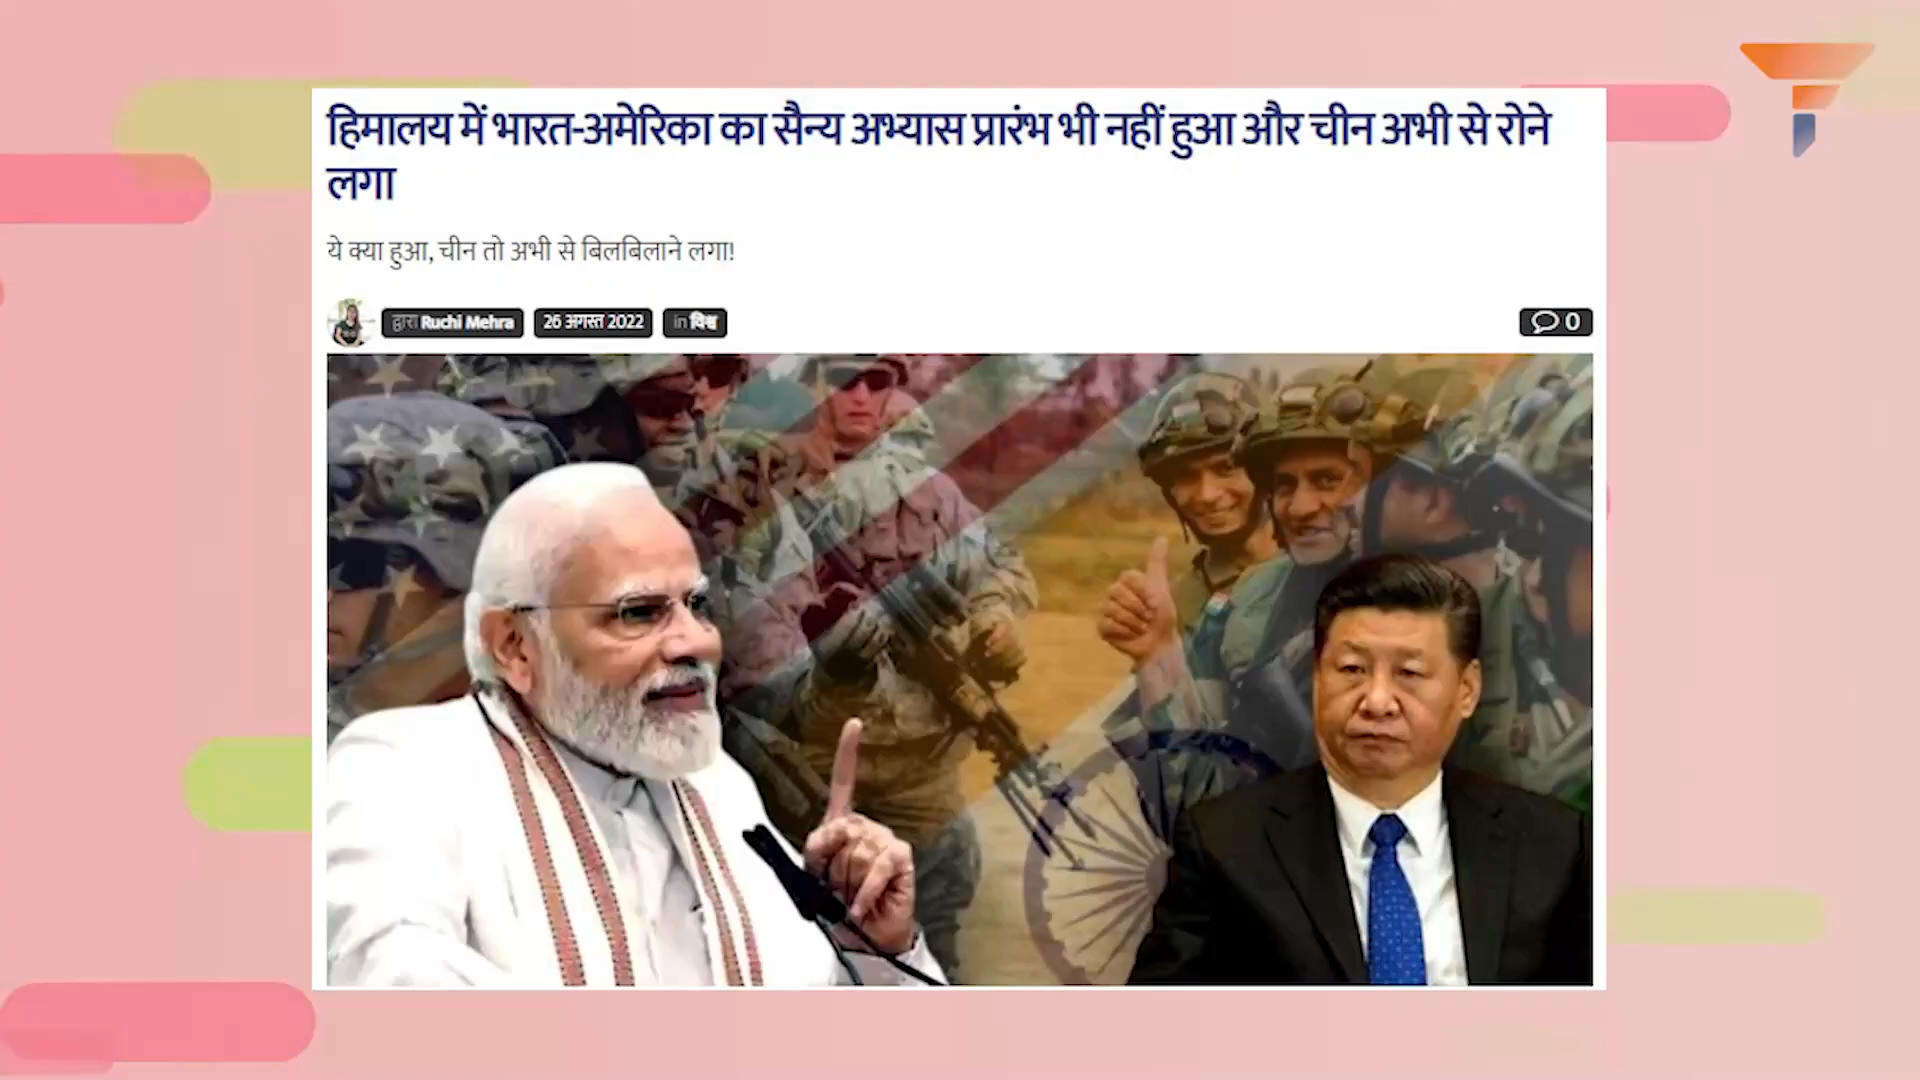 हिमालय में भारत-अमेरिका का सैन्य अभ्यास प्रारंभ भी नहीं हुआ और चीन अभी से रोने
लगा
ये क्या हुआ, चीन तो अभी से बिलबिलाने लगा!
द्वारा Ruchi Mehra 26 अगस्त 2022 in विश्व 0